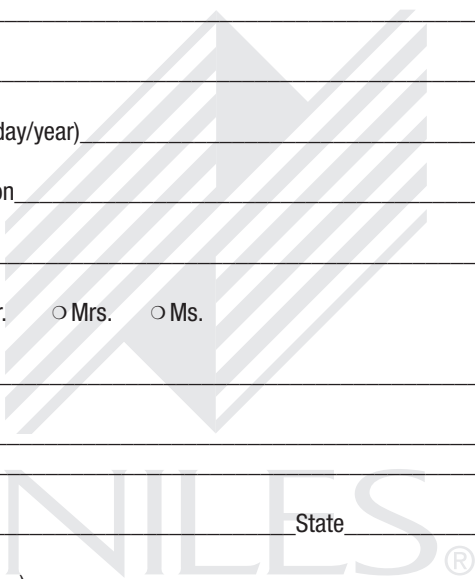 day/year)
on
r. ❍ Mrs. ❍ Ms.
State
NILES®
)